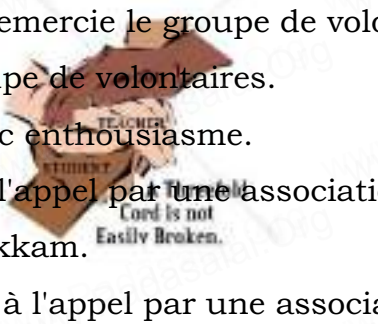 emercie le groupe de volo
pe de volontaires.
TEACHER
c enthousiasme.
STUDENT
l'appel par une associati
Cord is not
Easily Broken.
kkam.
à l'appel par une associa